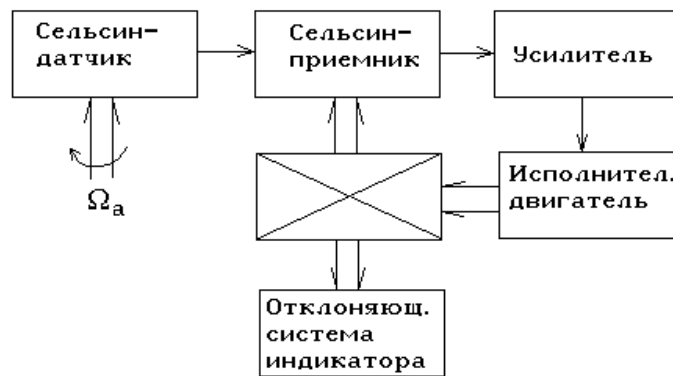 Сельсин-
датчик
Сельсин-
приемник
Усилитель
Ωa
Исполнител.
двигатель
Отклоняющ.
система
индикатора